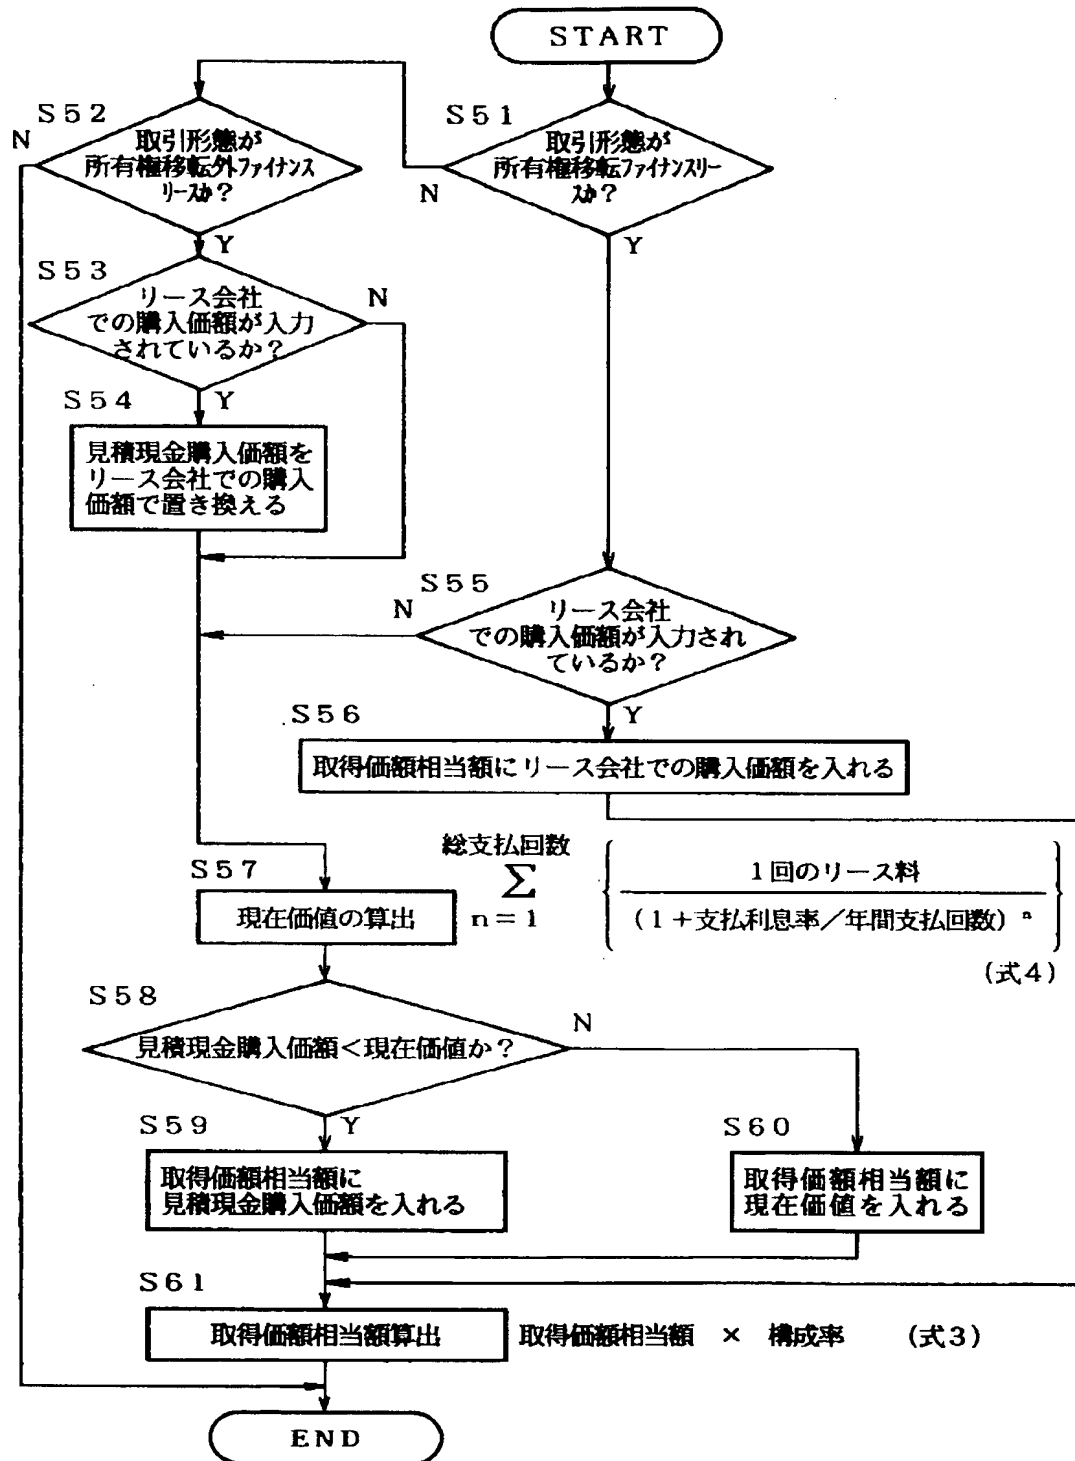 START
S51
取引形態が
所有権移転ファイナンスリー
スか？
N
Y
S52
N
取引形態が
所有権移転外ファイナンス
リースか？
Y
S53
リース会社
での購入価額が入力
されているか？
N
Y
S54
見積現金購入価額を
リース会社での購入
価額で置き換える
S55
N
リース会社
での購入価額が入力され
ているか？
Y
S56
取得価額相当額にリース会社での購入価額を入れる
S57
現在価値の算出
総支払回数
Σ
n＝1
1回のリース料
(1＋支払利息率／年間支払回数) n
(式4)
S58
見積現金購入価額＜現在価値か？
N
Y
S59
取得価額相当額に
見積現金購入価額を入れる
S60
取得価額相当額に
現在価値を入れる
S61
取得価額相当額算出
取得価額相当額 × 構成率 (式3)
END